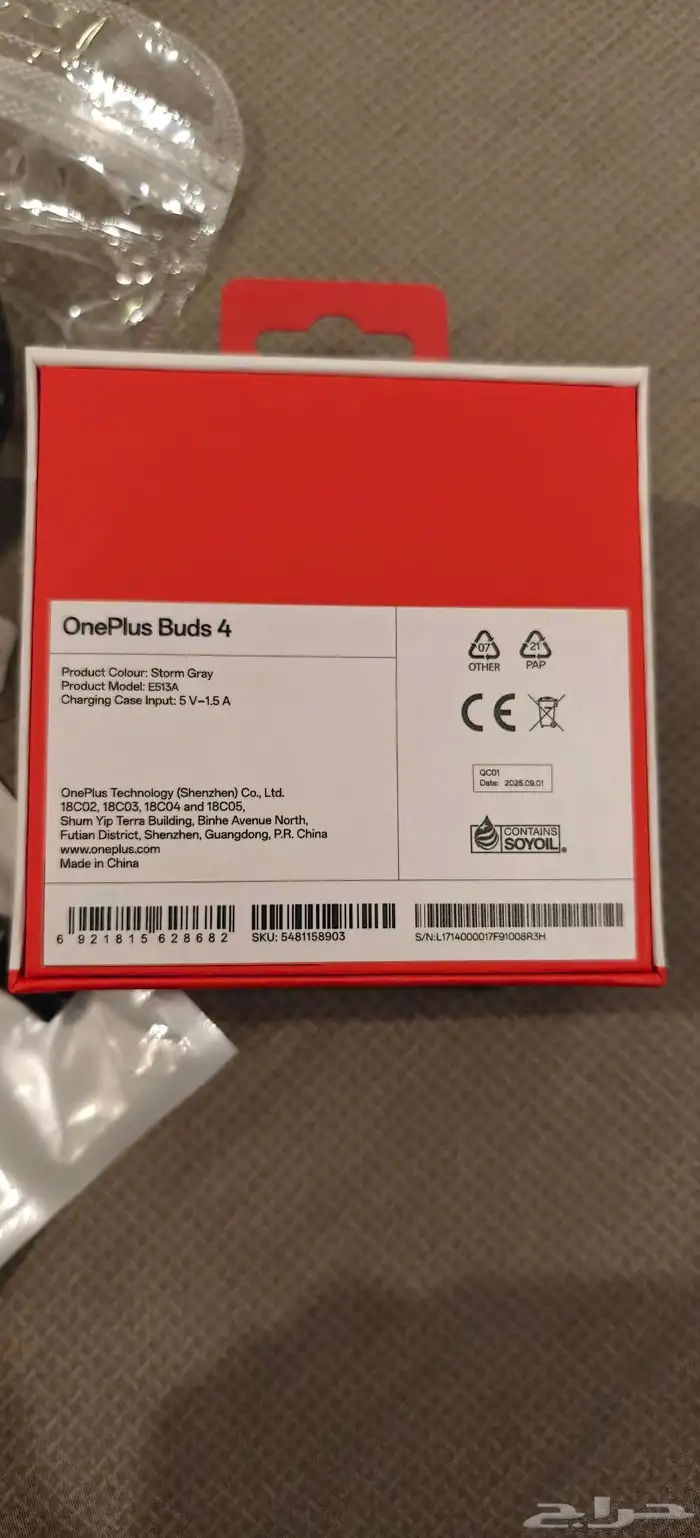 OnePlus Buds 4
Product Colour: Storm Gray
Product Model: E513A
Charging Case Input: 5 V⎓1.5 A
OnePlus Technology (Shenzhen) Co., Ltd.
18C02, 18C03, 18C04 and 18C05,
Shum Yip Terra Building, Binhe Avenue North,
Futian District, Shenzhen, Guangdong, P.R. China
www.oneplus.com
Made in China
07
OTHER
21
PAP
CE
QC01
Date: 2025.09.01
CONTAINS
SOYOIL
6 921815 628682
SKU: 5481158903
S/N:L1714000017F91008R3H
حراج